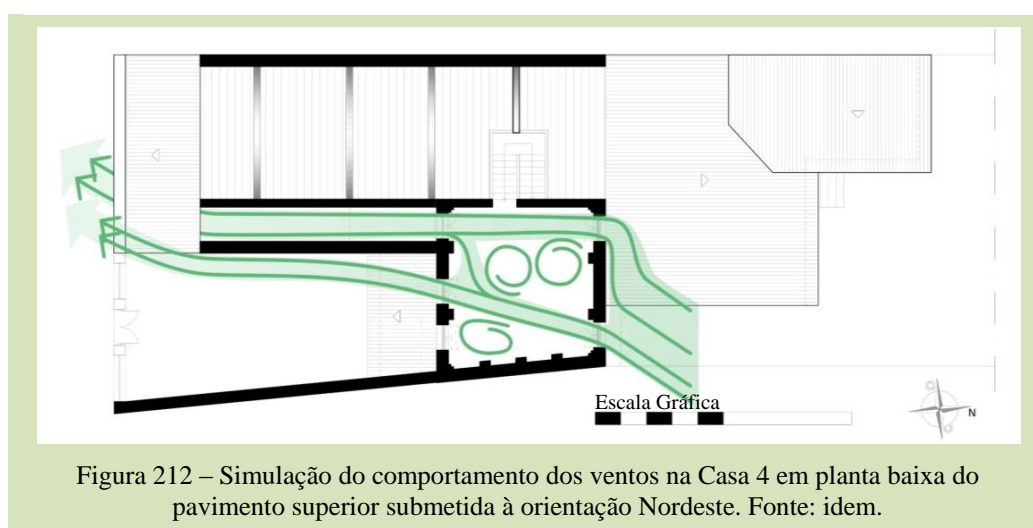 Escala Gráfica
N
Figura 212 – Simulação do comportamento dos ventos na Casa 4 em planta baixa do
pavimento superior submetida à orientação Nordeste. Fonte: idem.